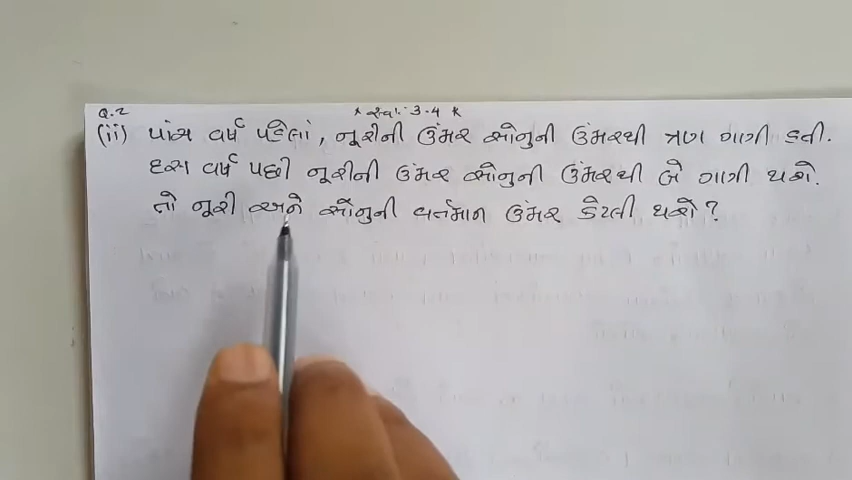 Q.2 * સ્વા. 3.4 *
(ii) પાંચ વર્ષ પહેલાં, નૂરીની ઉંમર સોનુની ઉંમરથી ત્રણ ગણી હતી.
દસ વર્ષ પછી નૂરીની ઉંમર સોનુની ઉંમરથી બે ગણી થશે.
તો નૂરી અને સોનુની વર્તમાન ઉંમર કેટલી થશે?